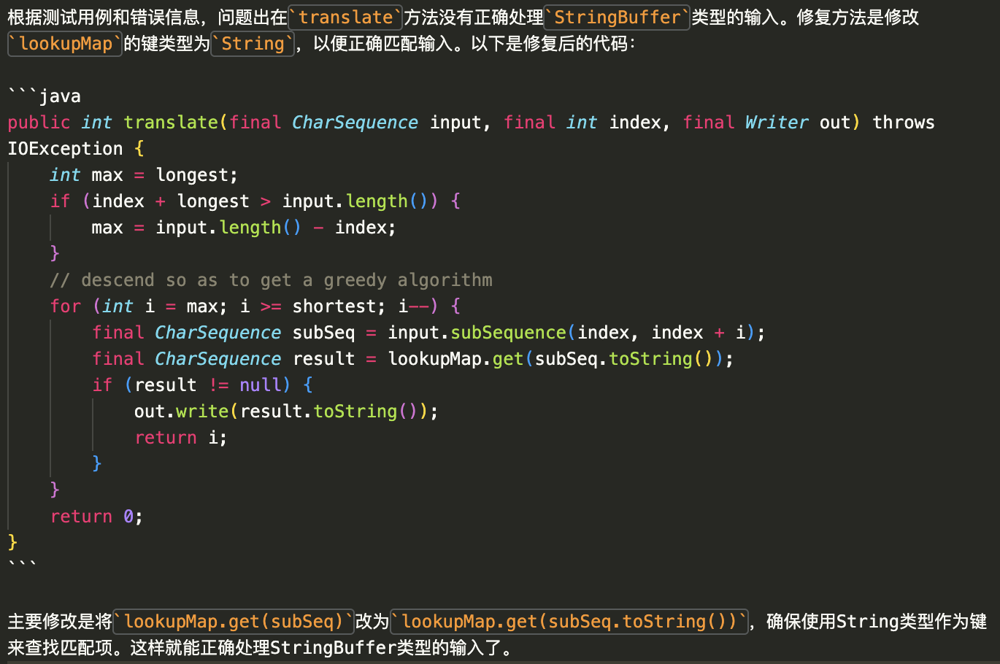 根据测试用例和错误信息，问题出在`translate`方法没有正确处理`StringBuffer`类型的输入。修复方法是修改
`lookupMap`的键类型为`String`，以便正确匹配输入。以下是修复后的代码：
```java
public int translate(final CharSequence input, final int index, final Writer out) throws
IOException {
    int max = longest;
    if (index + longest > input.length()) {
        max = input.length() - index;
    }
    // descend so as to get a greedy algorithm
    for (int i = max; i >= shortest; i--) {
        final CharSequence subSeq = input.subSequence(index, index + i);
        final CharSequence result = lookupMap.get(subSeq.toString());
        if (result != null) {
            out.write(result.toString());
            return i;
        }
    }
    return 0;
}
```
主要修改是将`lookupMap.get(subSeq)`改为`lookupMap.get(subSeq.toString())`，确保使用String类型作为键
来查找匹配项。这样就能正确处理StringBuffer类型的输入了。